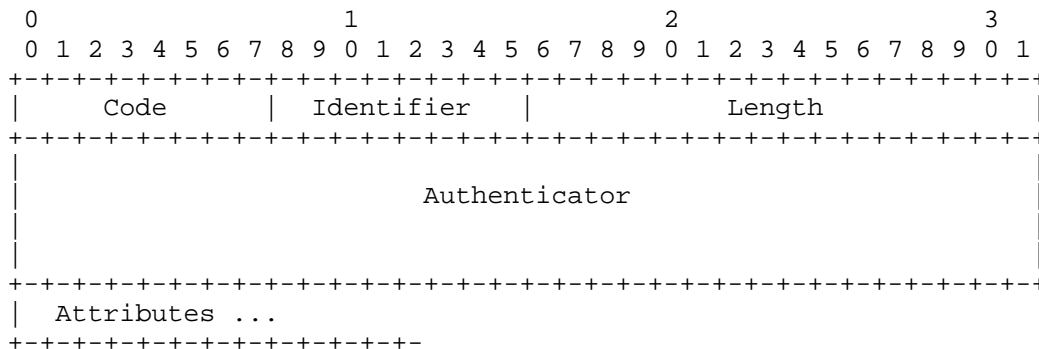 0                   1                   2                   3
 0 1 2 3 4 5 6 7 8 9 0 1 2 3 4 5 6 7 8 9 0 1 2 3 4 5 6 7 8 9 0 1
+-+-+-+-+-+-+-+-+-+-+-+-+-+-+-+-+-+-+-+-+-+-+-+-+-+-+-+-+-+-+-+-+
|     Code      |  Identifier   |            Length             |
+-+-+-+-+-+-+-+-+-+-+-+-+-+-+-+-+-+-+-+-+-+-+-+-+-+-+-+-+-+-+-+-+
|                                                               |
|                         Authenticator                         |
|                                                               |
|                                                               |
+-+-+-+-+-+-+-+-+-+-+-+-+-+-+-+-+-+-+-+-+-+-+-+-+-+-+-+-+-+-+-+-+
|  Attributes ...
+-+-+-+-+-+-+-+-+-+-+-+-+-